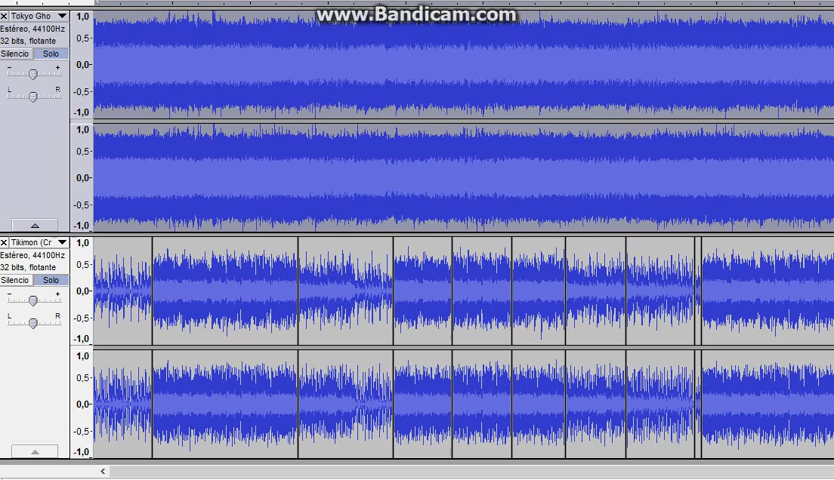 www.Bandicam.com
Tokyo Gho
Estéreo, 44100Hz
32 bits, flotante
Silencio Solo
- +
L R
1,0
0,5-
0,0-
-0,5-
-1,0
1,0
0,5-
0,0-
-0,5-
-1,0
Tikimon (Cr
Estéreo, 44100Hz
32 bits, flotante
Silencio Solo
- +
L R
1,0
0,5-
0,0-
-0,5-
-1,0
1,0
0,5-
0,0-
-0,5-
-1,0